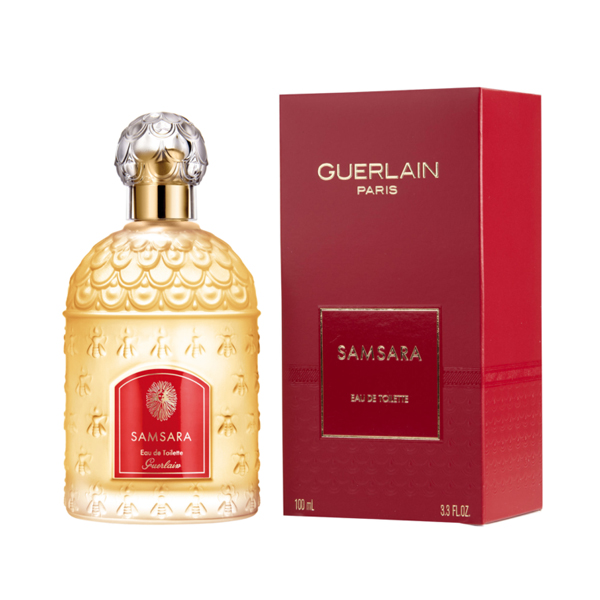 GUERLAIN
PARIS
SAMSARA
EAU DE TOILETTE
100 mL
3.3 FL.OZ.
SAMSARA
Eau de Toilette
Guerlain